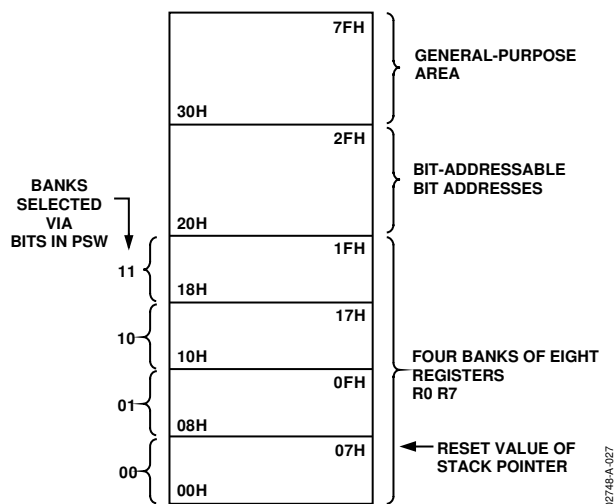 7FH
GENERAL-PURPOSE
AREA
30H
2FH
BIT-ADDRESSABLE
BIT ADDRESSES
BANKS
SELECTED
VIA
BITS IN PSW
20H
1FH
11
18H
17H
10
10H
FOUR BANKS OF EIGHT
REGISTERS
R0 R7
0FH
01
08H
07H
RESET VALUE OF
STACK POINTER
00
00H
02748-A-027